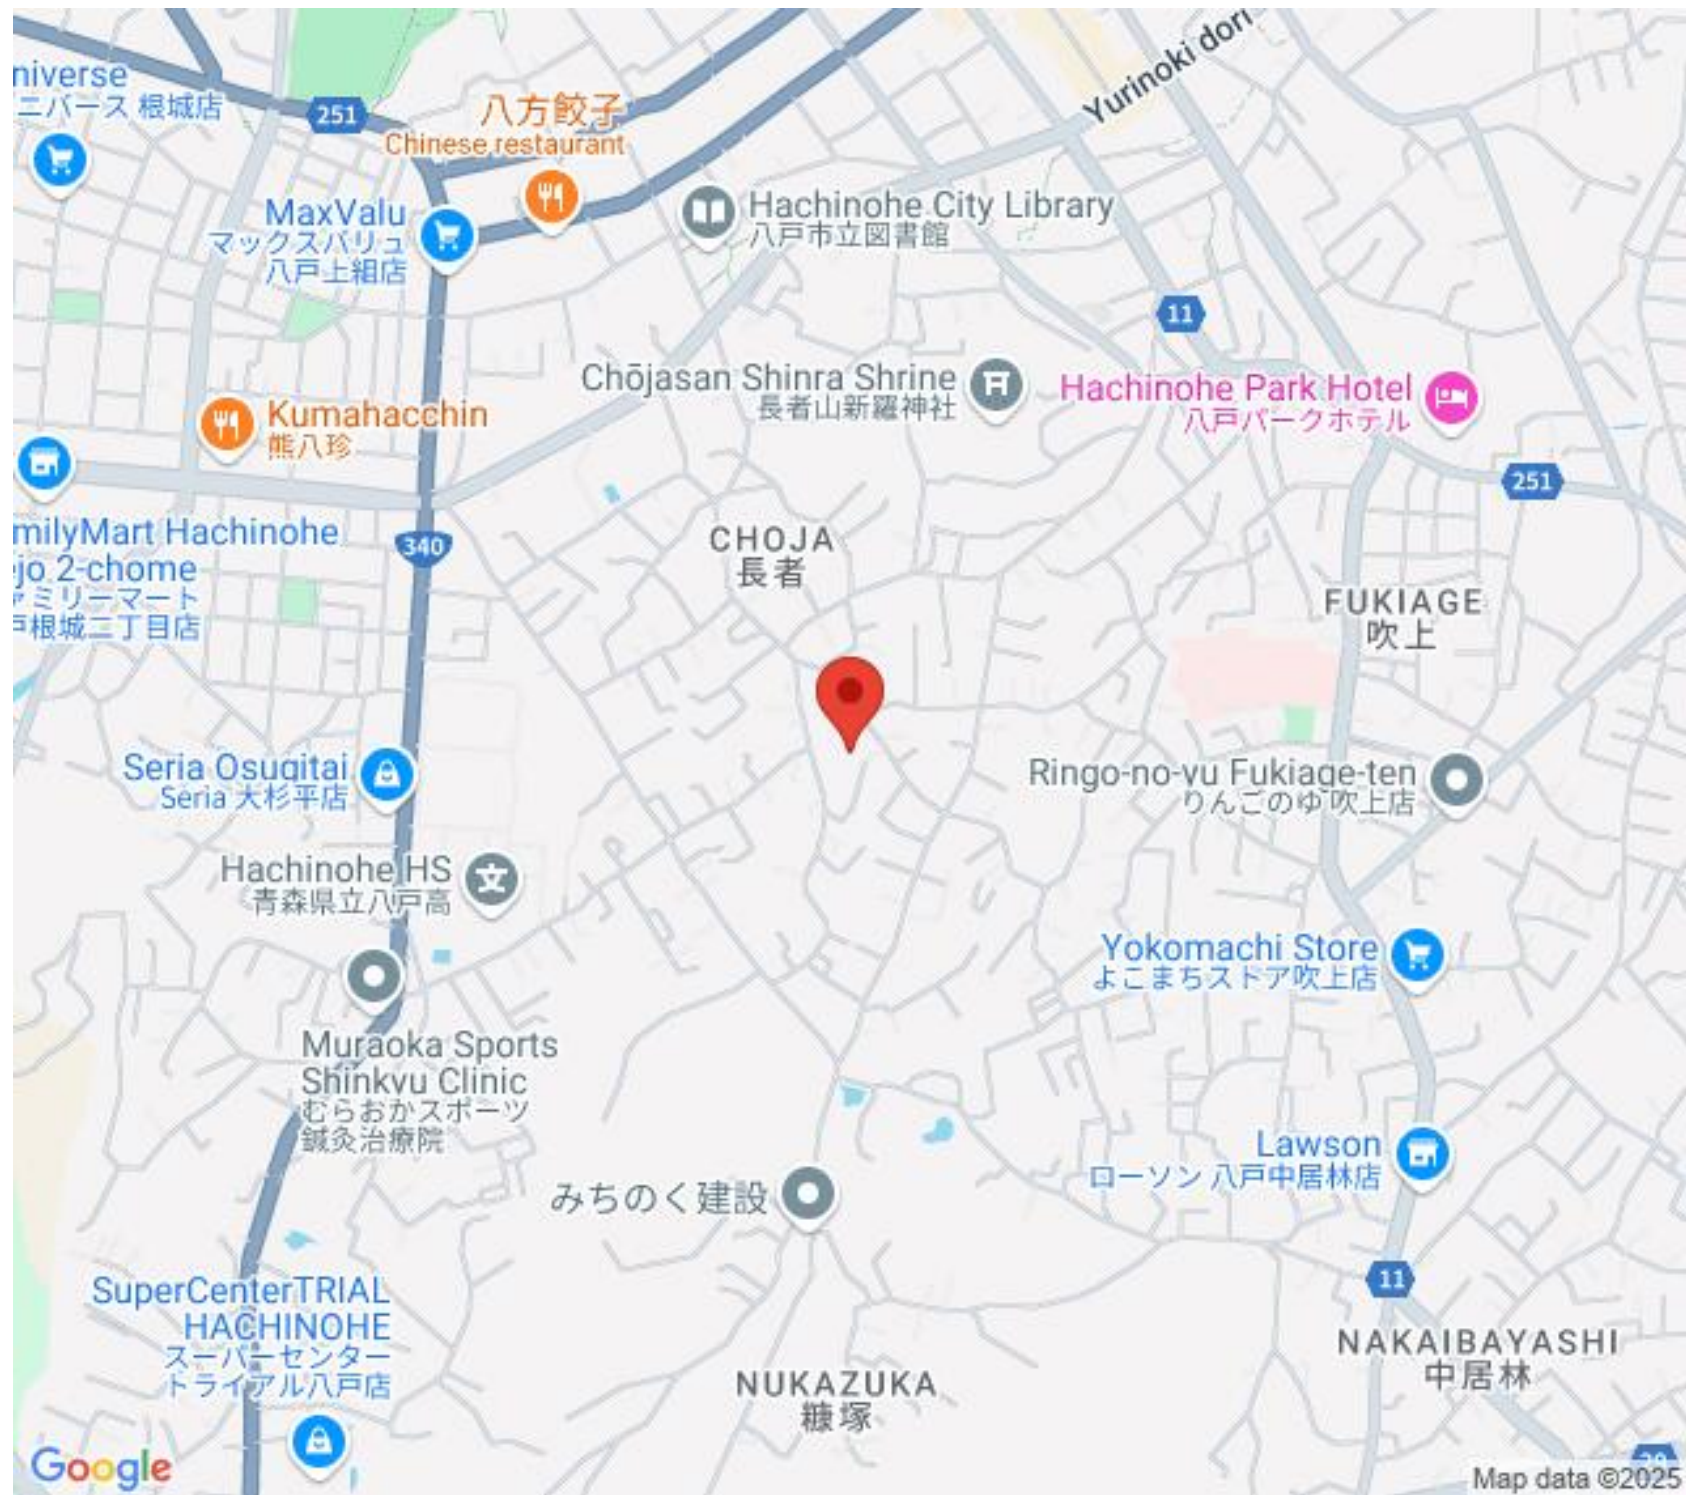 Yurinoki dori
niverse
ニバース 根城店
251
八方餃子
Chinese restaurant
MaxValu
マックスバリュ
八戸上組店
Hachinohe City Library
八戸市立図書館
11
Chōjasan Shinra Shrine
長者山新羅神社
Hachinohe Park Hotel
八戸パークホテル
Kumahacchin
熊八珍
251
milyMart Hachinohe
jo 2-chome
ァミリーマート
戸根城二丁目店
340
CHOJA
長者
FUKIAGE
吹上
Seria Osugitai
Seria 大杉平店
Ringo-no-yu Fukiage-ten
りんごのゆ 吹上店
Hachinohe HS
青森県立八戸高
Yokomachi Store
よこまちストア吹上店
Muraoka Sports
Shinkyu Clinic
むらおかスポーツ
鍼灸治療院
Lawson
ローソン 八戸中居林店
みちのく建設
11
SuperCenterTRIAL
HACHINOHE
スーパーセンター
トライアル八戸店
NAKAIBAYASHI
中居林
NUKAZUKA
糠塚
Google
Map data ©2025